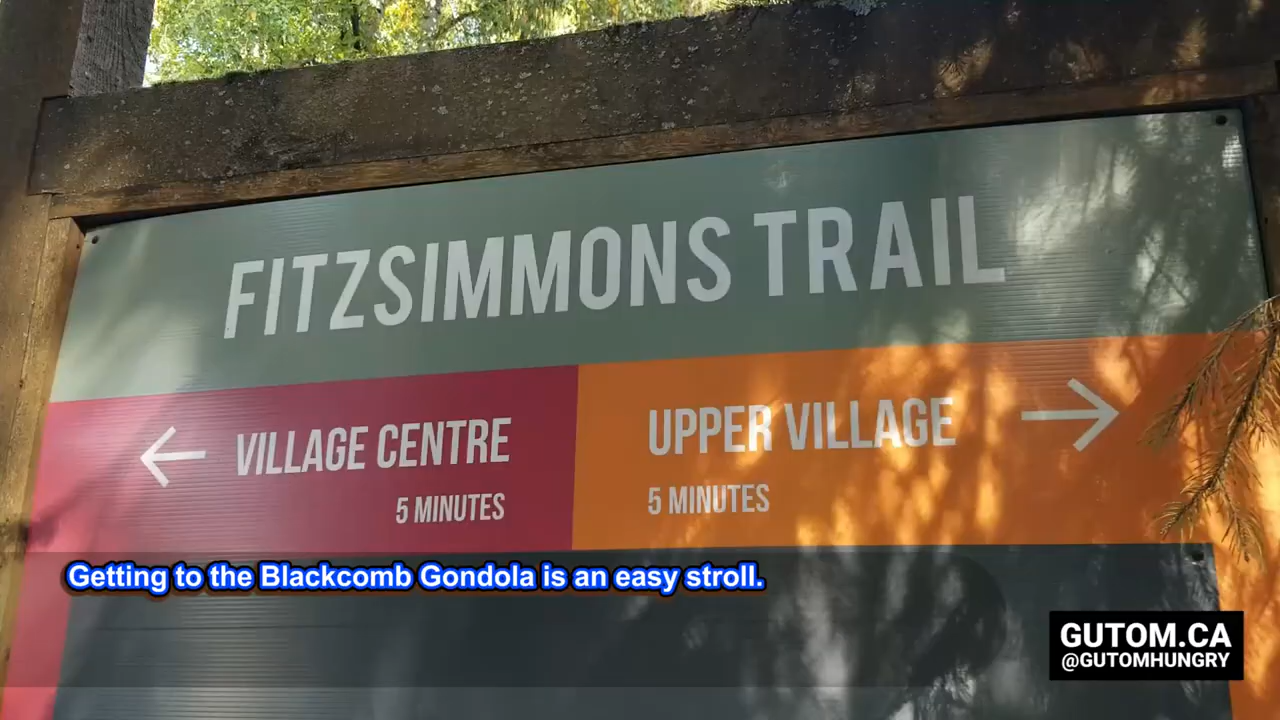 FITZSIMMONS TRAIL
← VILLAGE CENTRE
5 MINUTES
UPPER VILLAGE →
5 MINUTES
Getting to the Blackcomb Gondola is an easy stroll.
GUTOM.CA
@GUTOMHUNGRY